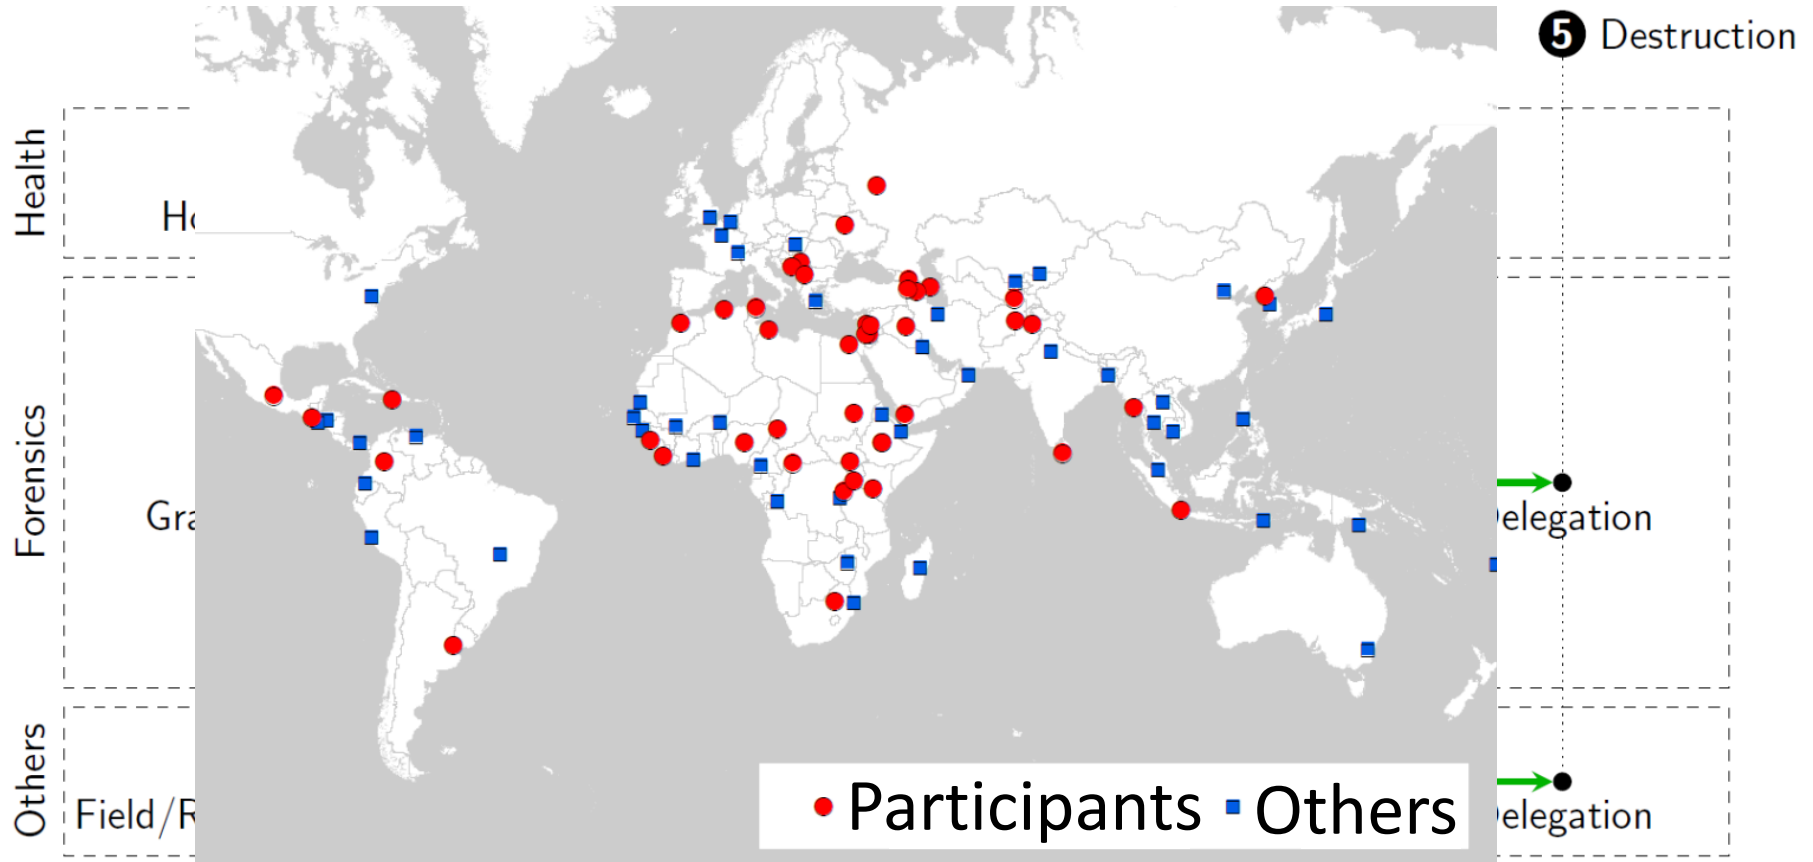 5 Destruction
Health
Forensics
elegation
Others
Field/R
elegation
Participants
Others